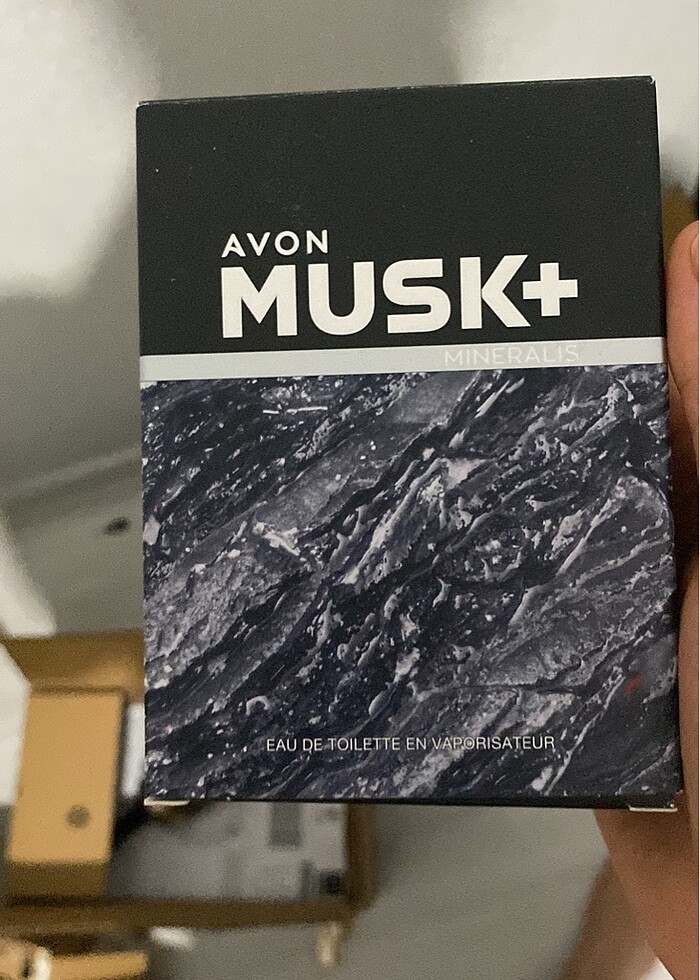 AVON
MUSK+
MINERALIS
EAU DE TOILETTE EN VAPORISATEUR